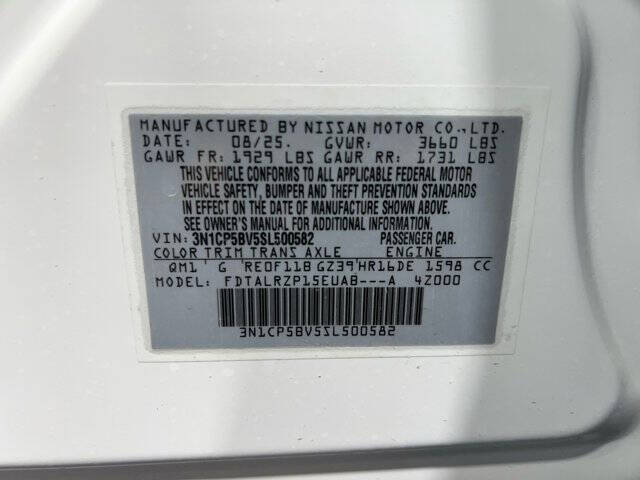 MANUFACTURED BY NISSAN MOTOR CO.,LTD.
DATE: 08/25. GVWR: 3660 LBS
GAWR FR: 1929 LBS GAWR RR: 1731 LBS
THIS VEHICLE CONFORMS TO ALL APPLICABLE FEDERAL MOTOR
VEHICLE SAFETY, BUMPER AND THEFT PREVENTION STANDARDS
IN EFFECT ON THE DATE OF MANUFACTURE SHOWN ABOVE.
SEE OWNER'S MANUAL FOR ADDITIONAL INFORMATION.
VIN: 3N1CP5BV5SL500582 PASSENGER CAR.
COLOR TRIM TRANS AXLE ENGINE
QM1 G RE0F11B GZ39 HR16DE 1598 CC
MODEL: FDTALRZP15EUAB---A 4Z000
3N1CP5BV5SL500582